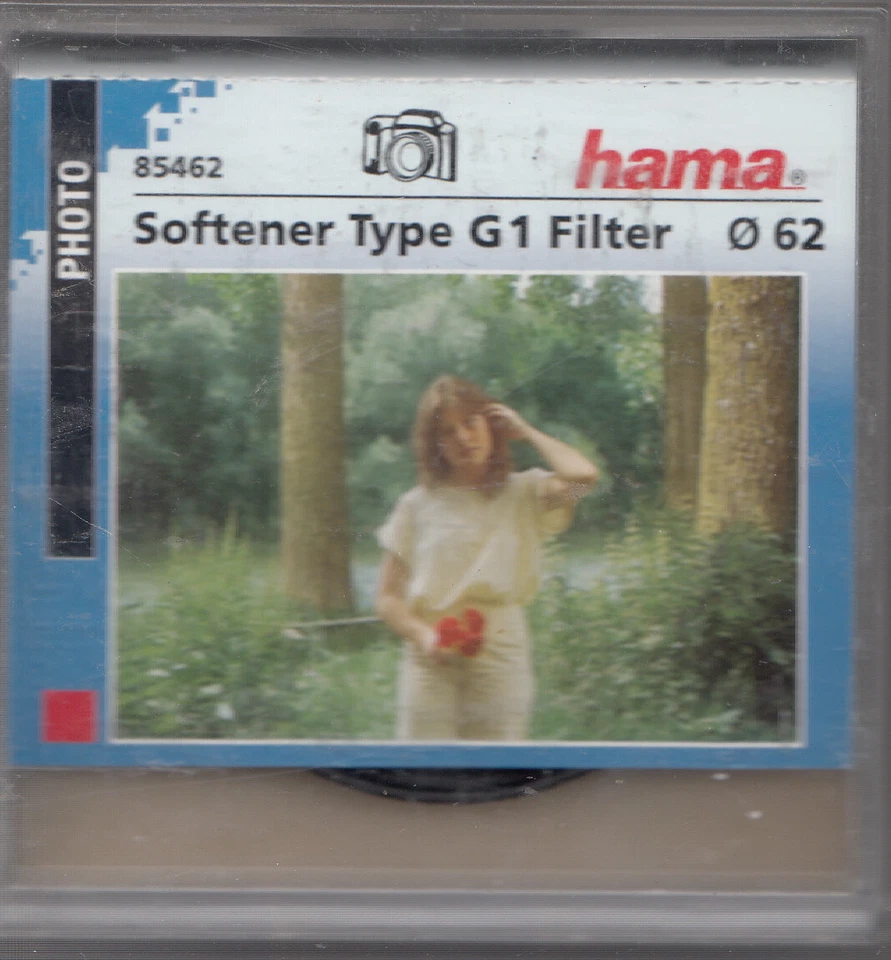 PHOTO
85462
hama®
Softener Type G1 Filter Ø 62